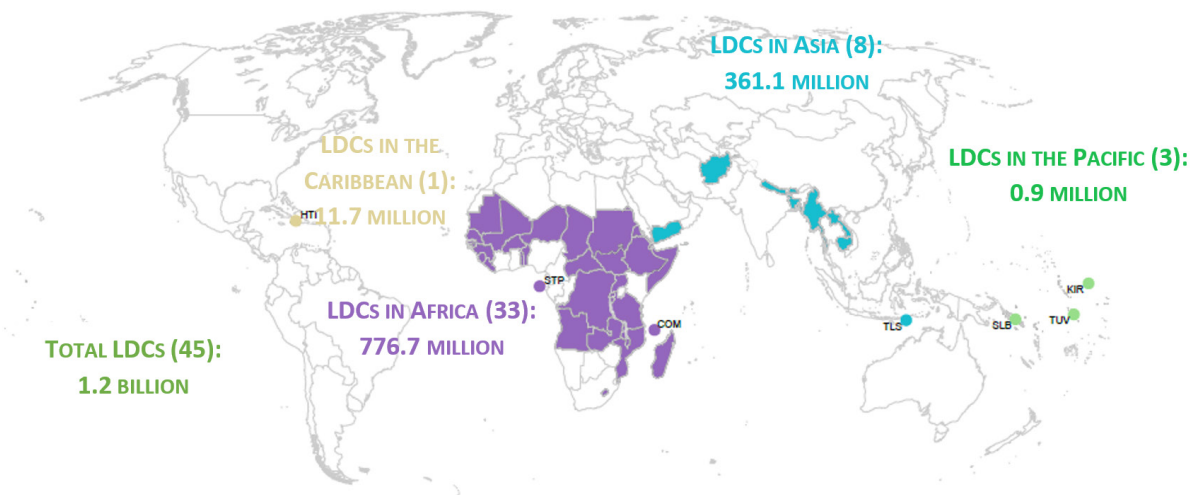 LDCs in Asia (8):
361.1 million
LDCs in the
Caribbean (1):
11.7 million
HTI
LDCs in the Pacific (3):
0.9 million
STP
KIR
LDCs in Africa (33):
776.7 million
COM
TLS
SLB
TUV
Total LDCs (45):
1.2 billion